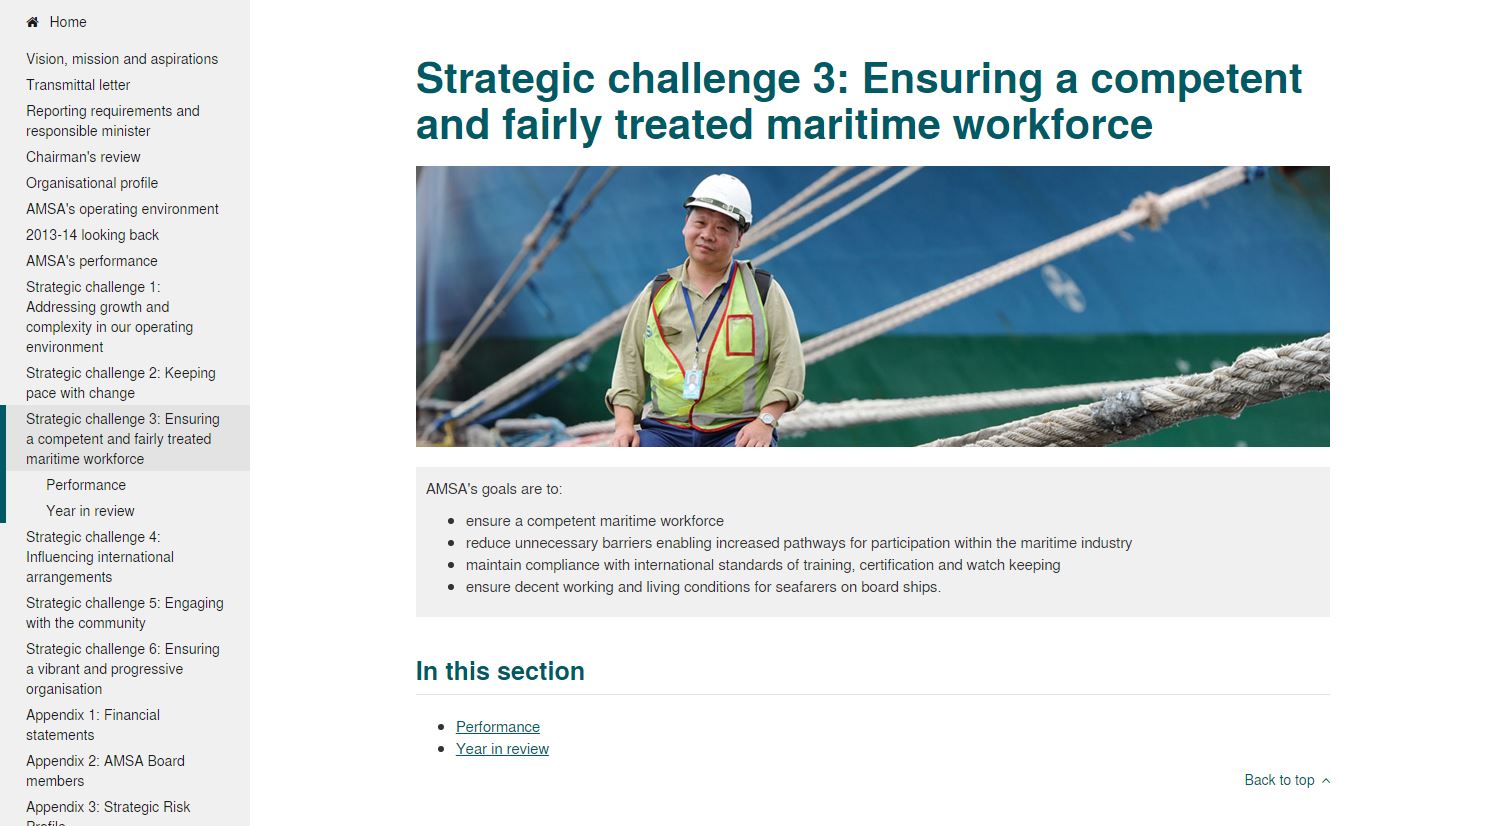 Home
Vision, mission and aspirations
Transmittal letter
Reporting requirements and
responsible minister
Chairman's review
Organisational profile
AMSA's operating environment
2013-14 looking back
AMSA's performance
Strategic challenge 1:
Addressing growth and
complexity in our operating
environment
Strategic challenge 2: Keeping
pace with change
Strategic challenge 3: Ensuring
a competent and fairly treated
maritime workforce
Performance
Year in review
Strategic challenge 4:
Influencing international
arrangements
Strategic challenge 5: Engaging
with the community
Strategic challenge 6: Ensuring
a vibrant and progressive
organisation
Appendix 1: Financial
statements
Appendix 2: AMSA Board
members
Appendix 3: Strategic Risk
Profile
Strategic challenge 3: Ensuring a competent
and fairly treated maritime workforce
AMSA's goals are to:
ensure a competent maritime workforce
reduce unnecessary barriers enabling increased pathways for participation within the maritime industry
maintain compliance with international standards of training, certification and watch keeping
ensure decent working and living conditions for seafarers on board ships.
In this section
Performance
Year in review
Back to top